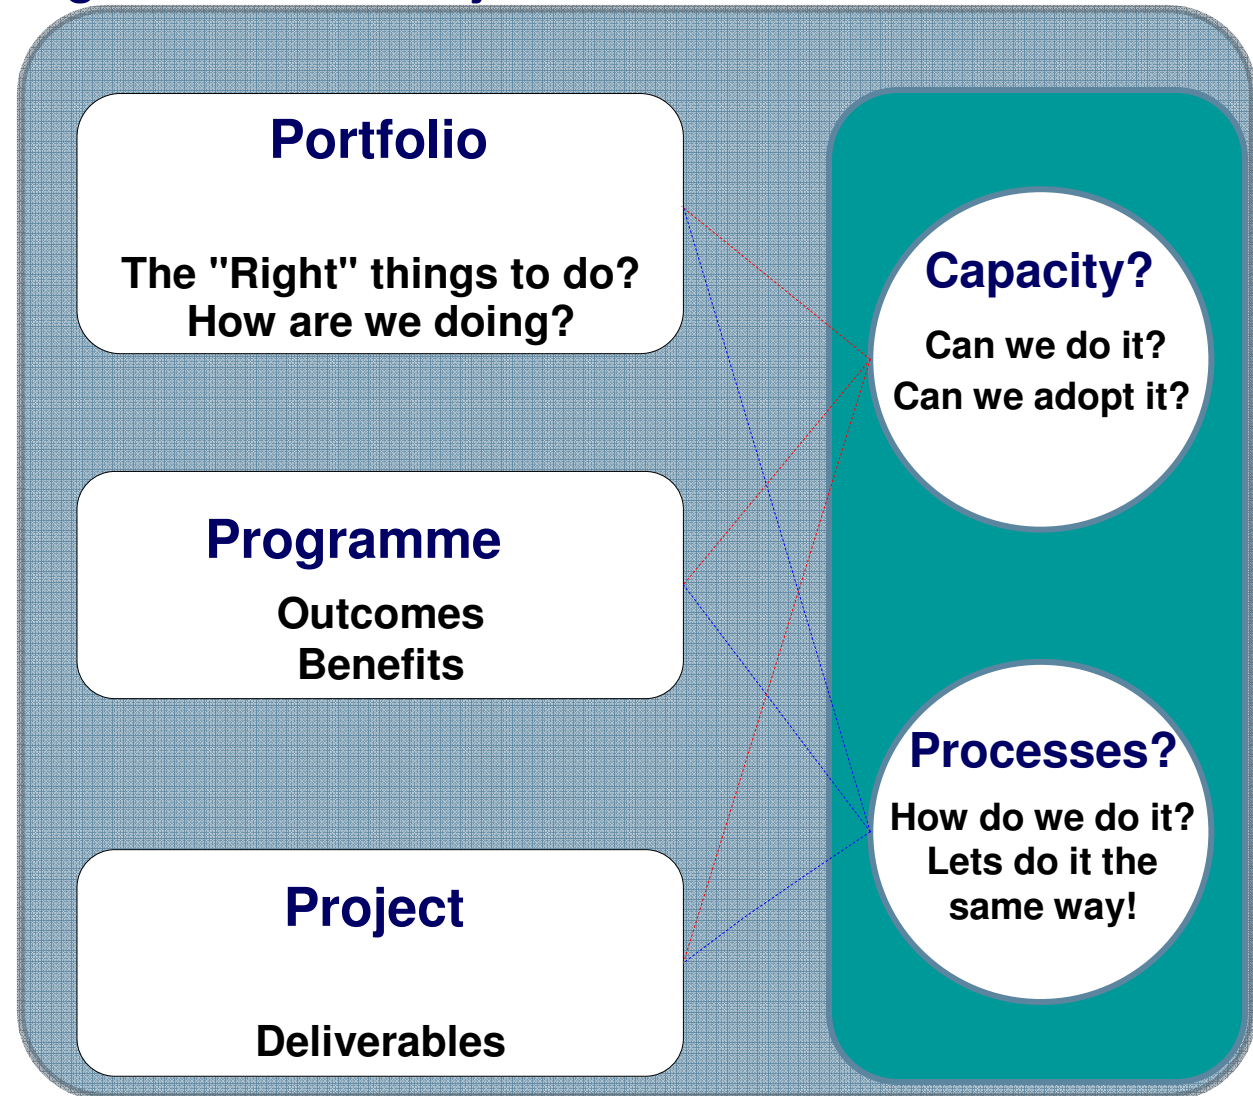 Portfolio
The "Right" things to do?
How are we doing?
Programme
Outcomes
Benefits
Project
Deliverables
Capacity?
Can we do it?
Can we adopt it?
Processes?
How do we do it?
Lets do it the
same way!